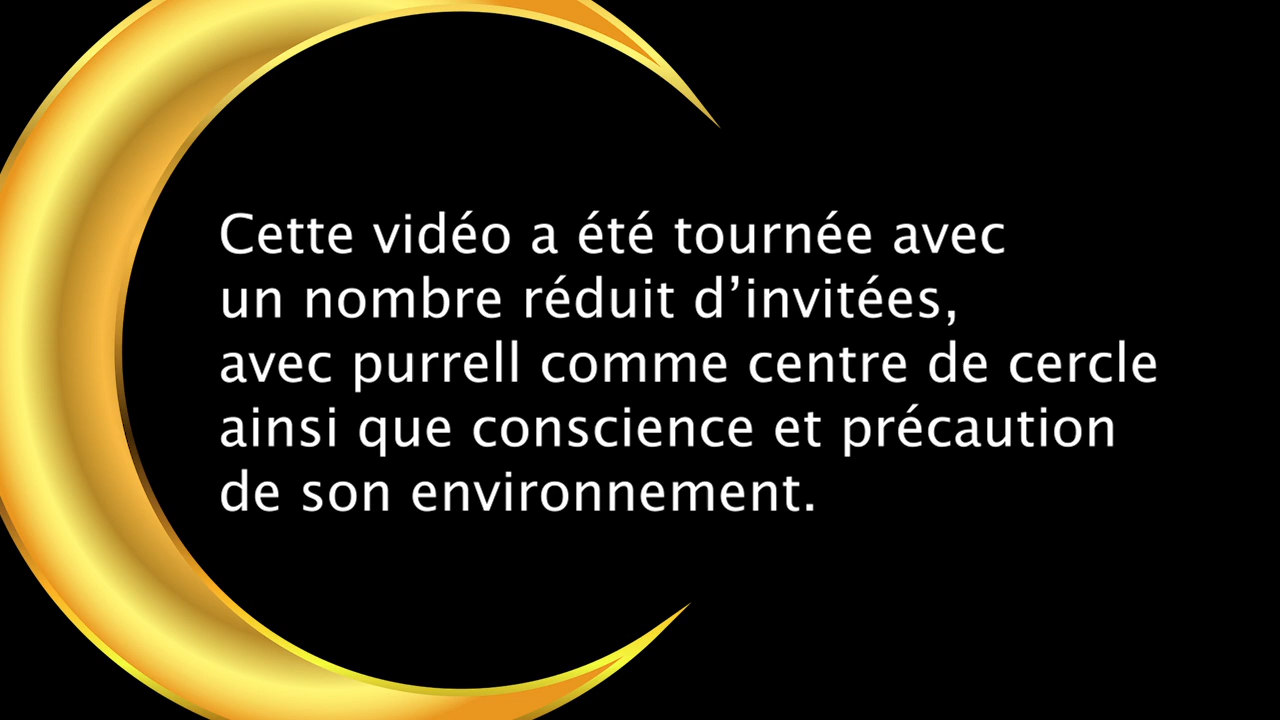 Cette vidéo a été tournée avec
un nombre réduit d’invitées,
avec purrell comme centre de cercle
ainsi que conscience et précaution
de son environnement.